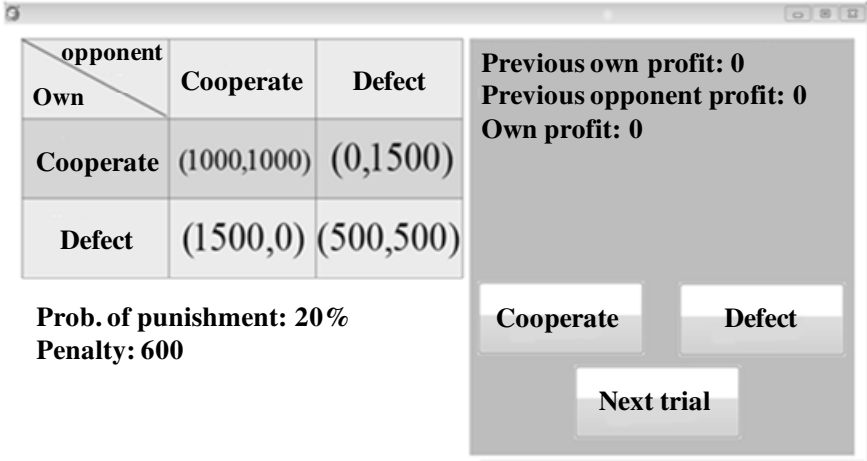 opponent
Own
Cooperate Defect
Cooperate (1000,1000) (0,1500)
Defect (1500,0) (500,500)
Prob. of punishment: 20%
Penalty: 600
Previous own profit: 0
Previous opponent profit: 0
Own profit: 0
Cooperate Defect
Next trial